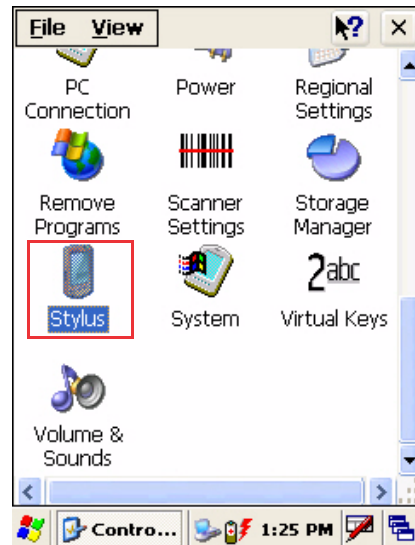 File View
PC Connection
Power
Regional Settings
Remove Programs
Scanner Settings
Storage Manager
2abc
Stylus
System
Virtual Keys
Volume & Sounds
Contro... 1:25 PM